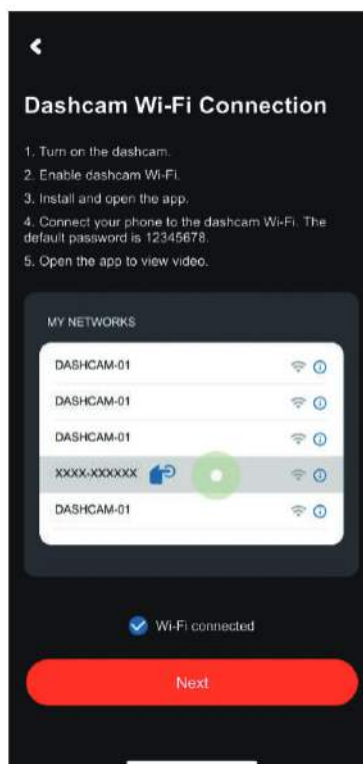 Dashcam Wi-Fi Connection
1. Turn on the dashcam.
2. Enable dashcam Wi-Fi.
3. Install and open the app.
4. Connect your phone to the dashcam Wi-Fi. The
default password is 12345678.
5. Open the app to view video.
MY NETWORKS
DASHCAM-01
DASHCAM-01
DASHCAM-01
XXXX-XXXXXX
DASHCAM-01
Wi-Fi connected
Next